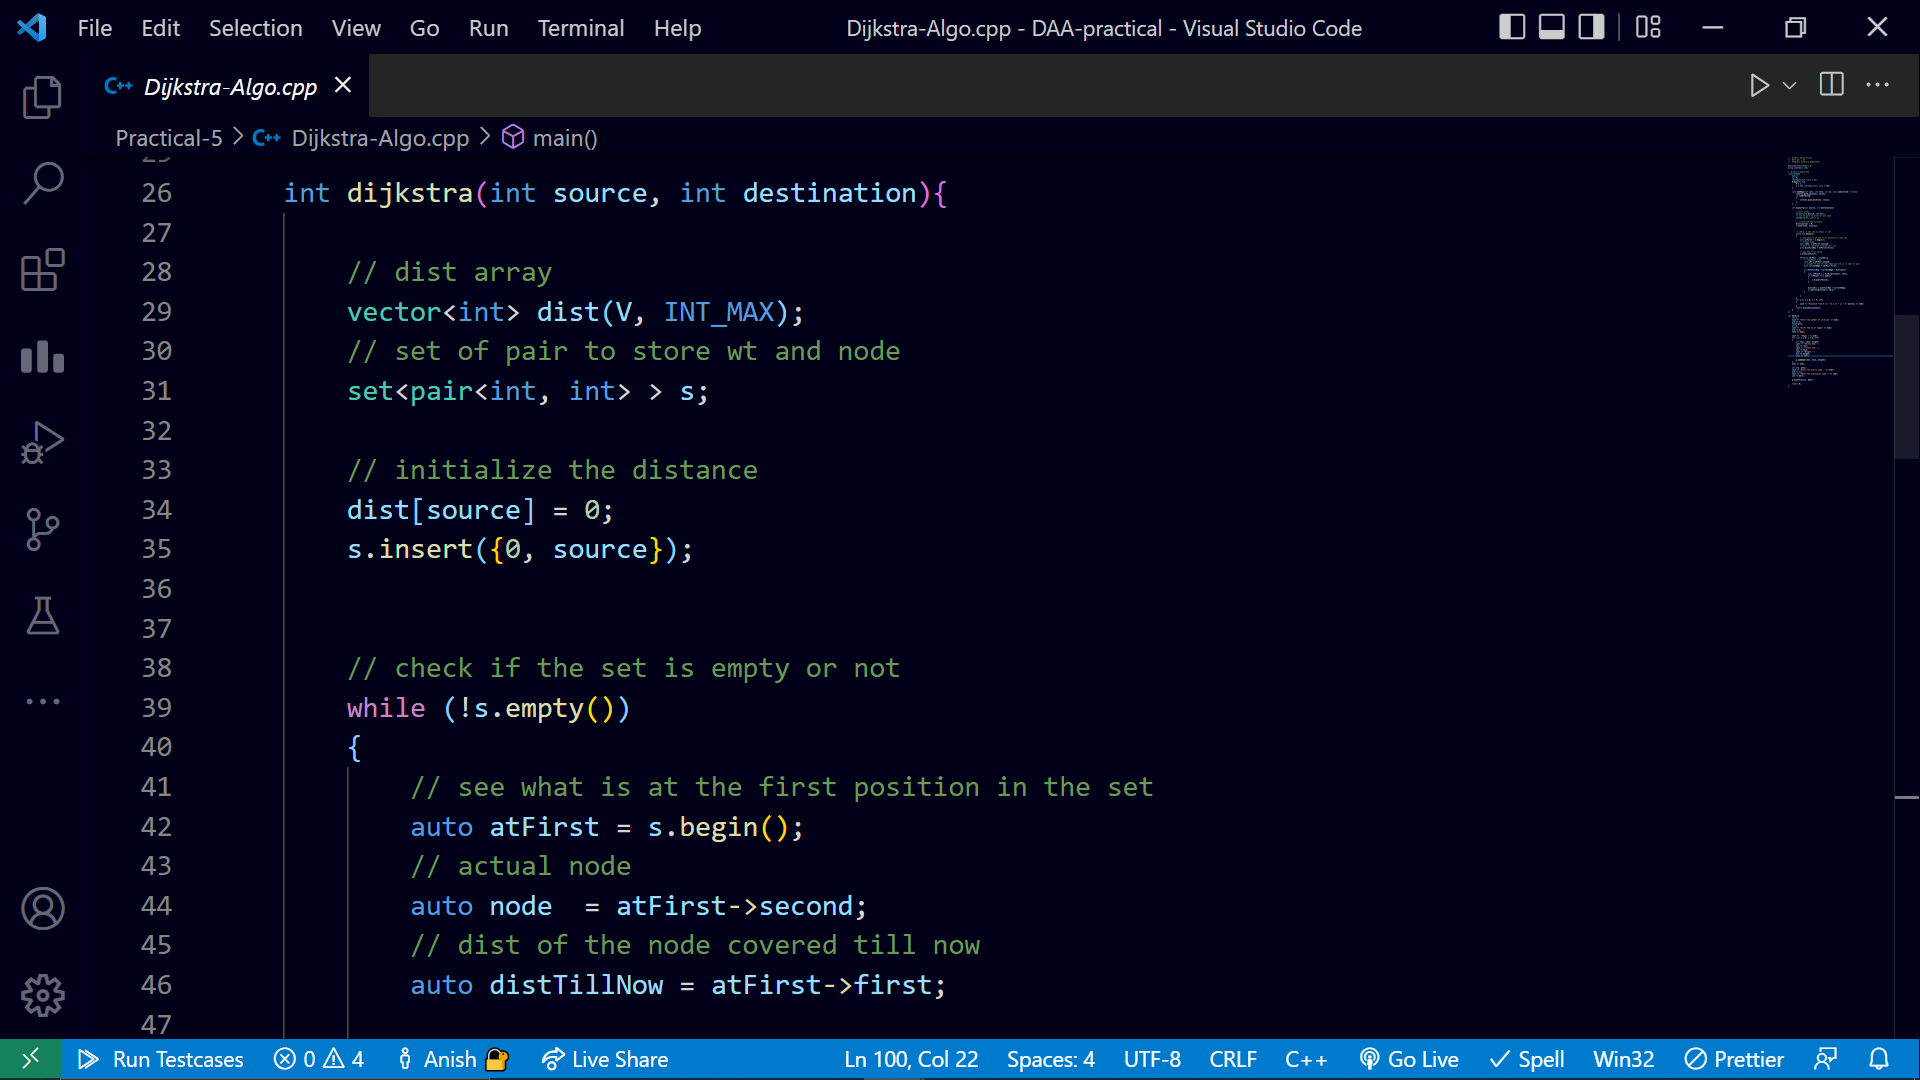 File Edit Selection View Go Run Terminal Help Dijkstra-Algo.cpp - DAA-practical - Visual Studio Code
C++ Dijkstra-Algo.cpp
Practical-5 > C++ Dijkstra-Algo.cpp > main()
26 int dijkstra(int source, int destination){
27
28 // dist array
29 vector<int> dist(V, INT_MAX);
30 // set of pair to store wt and node
31 set<pair<int, int> > s;
32
33 // initialize the distance
34 dist[source] = 0;
35 s.insert({0, source});
36
37
38 // check if the set is empty or not
39 while (!s.empty())
40 {
41 // see what is at the first position in the set
42 auto atFirst = s.begin();
43 // actual node
44 auto node  = atFirst->second;
45 // dist of the node covered till now
46 auto distTillNow = atFirst->first;
47
Run Testcases 0 4 Anish Live Share Ln 100, Col 22 Spaces: 4 UTF-8 CRLF C++ Go Live Spell Win32 Prettier